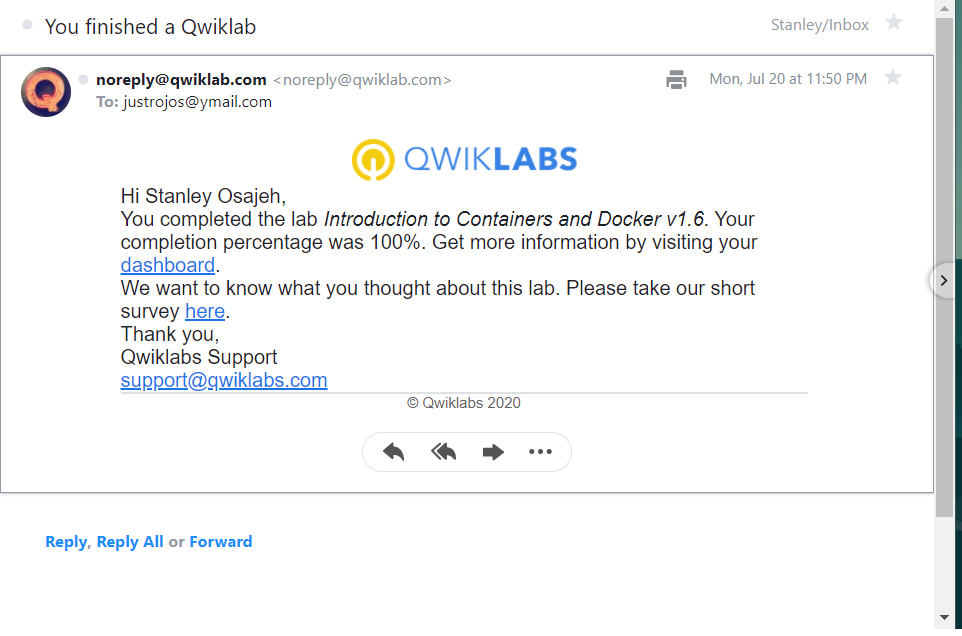 You finished a Qwiklab
Stanley/Inbox
noreply@qwiklab.com <noreply@qwiklab.com>
Mon, Jul 20 at 11:50 PM
To: justrojos@ymail.com
QWIKLABS
Hi Stanley Osajeh,
You completed the lab Introduction to Containers and Docker v1.6. Your
completion percentage was 100%. Get more information by visiting your
dashboard.
We want to know what you thought about this lab. Please take our short
survey here.
Thank you,
Qwiklabs Support
support@qwiklabs.com
© Qwiklabs 2020
Reply, Reply All or Forward